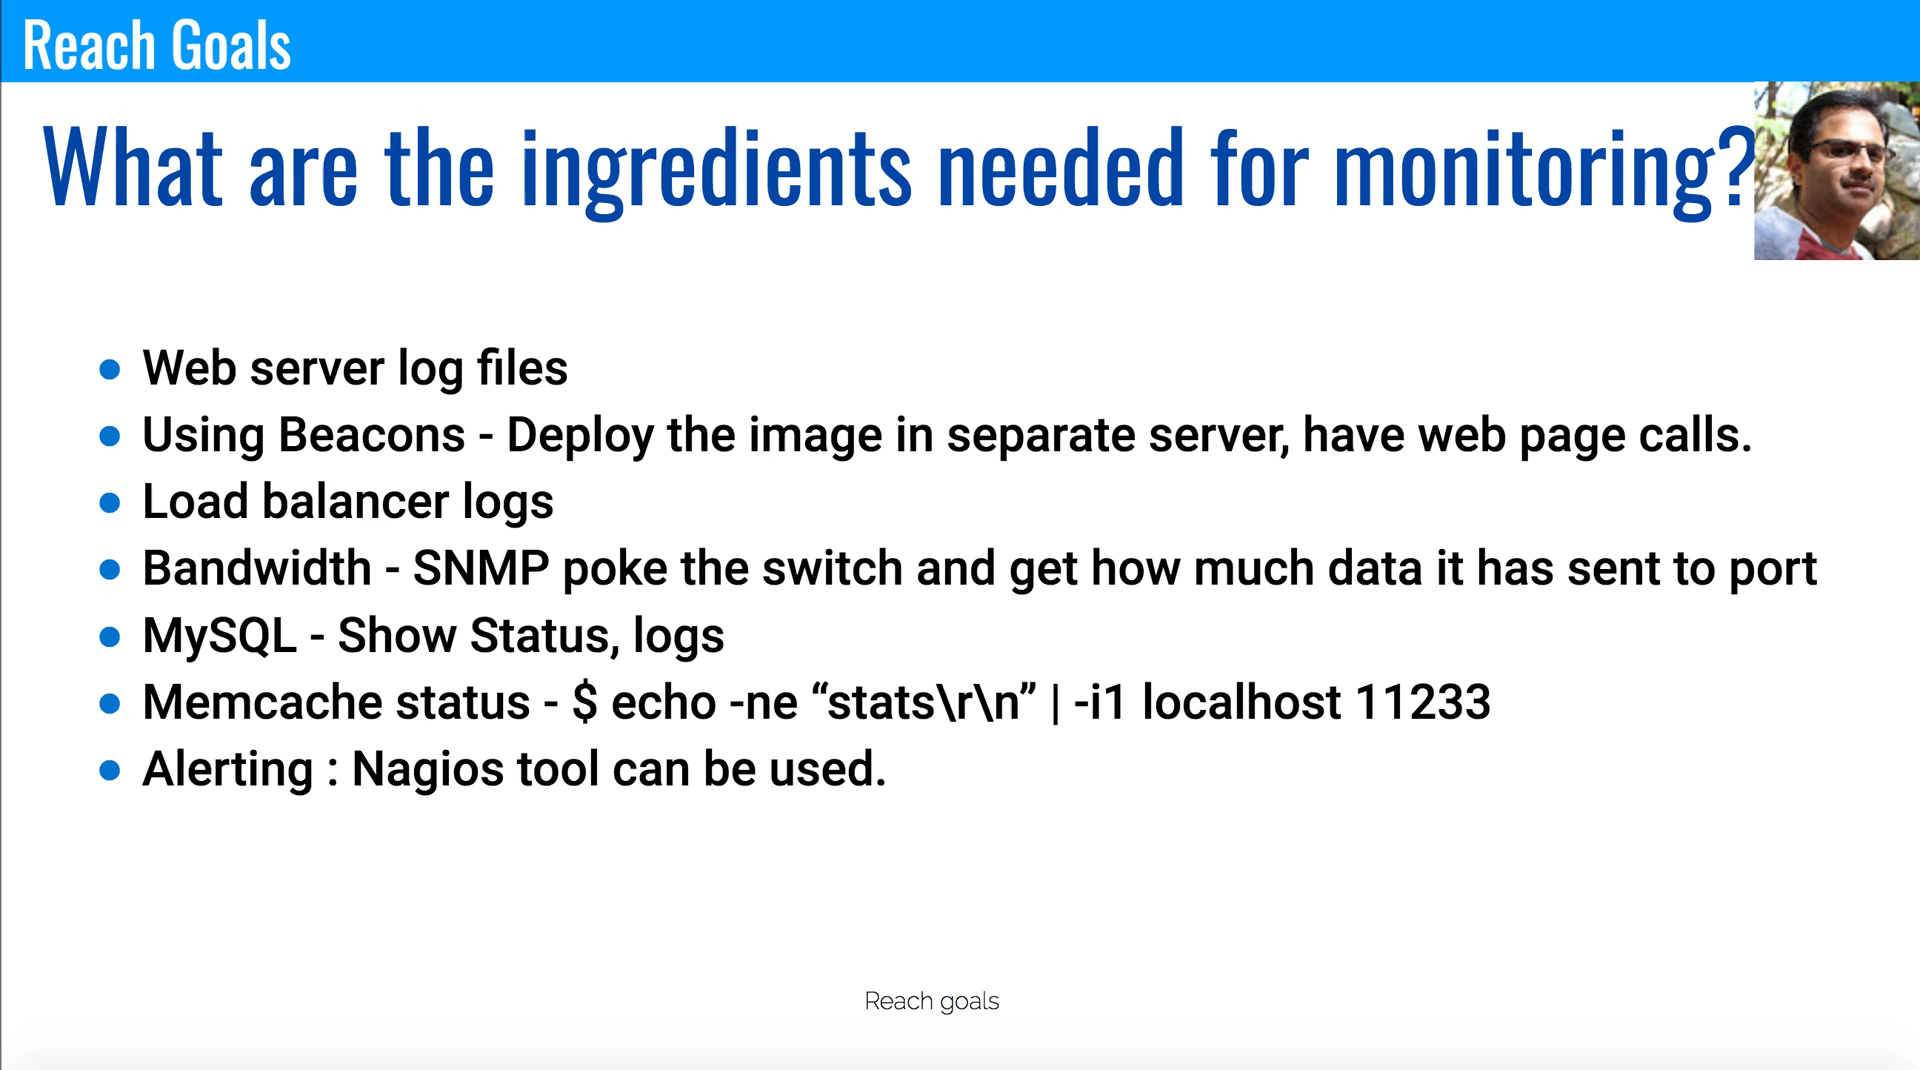 Reach Goals
What are the ingredients needed for monitoring?
Web server log files
Using Beacons - Deploy the image in separate server, have web page calls.
Load balancer logs
Bandwidth - SNMP poke the switch and get how much data it has sent to port
MySQL - Show Status, logs
Memcache status - $ echo -ne “stats\r\n” | -i1 localhost 11233
Alerting : Nagios tool can be used.
Reach goals